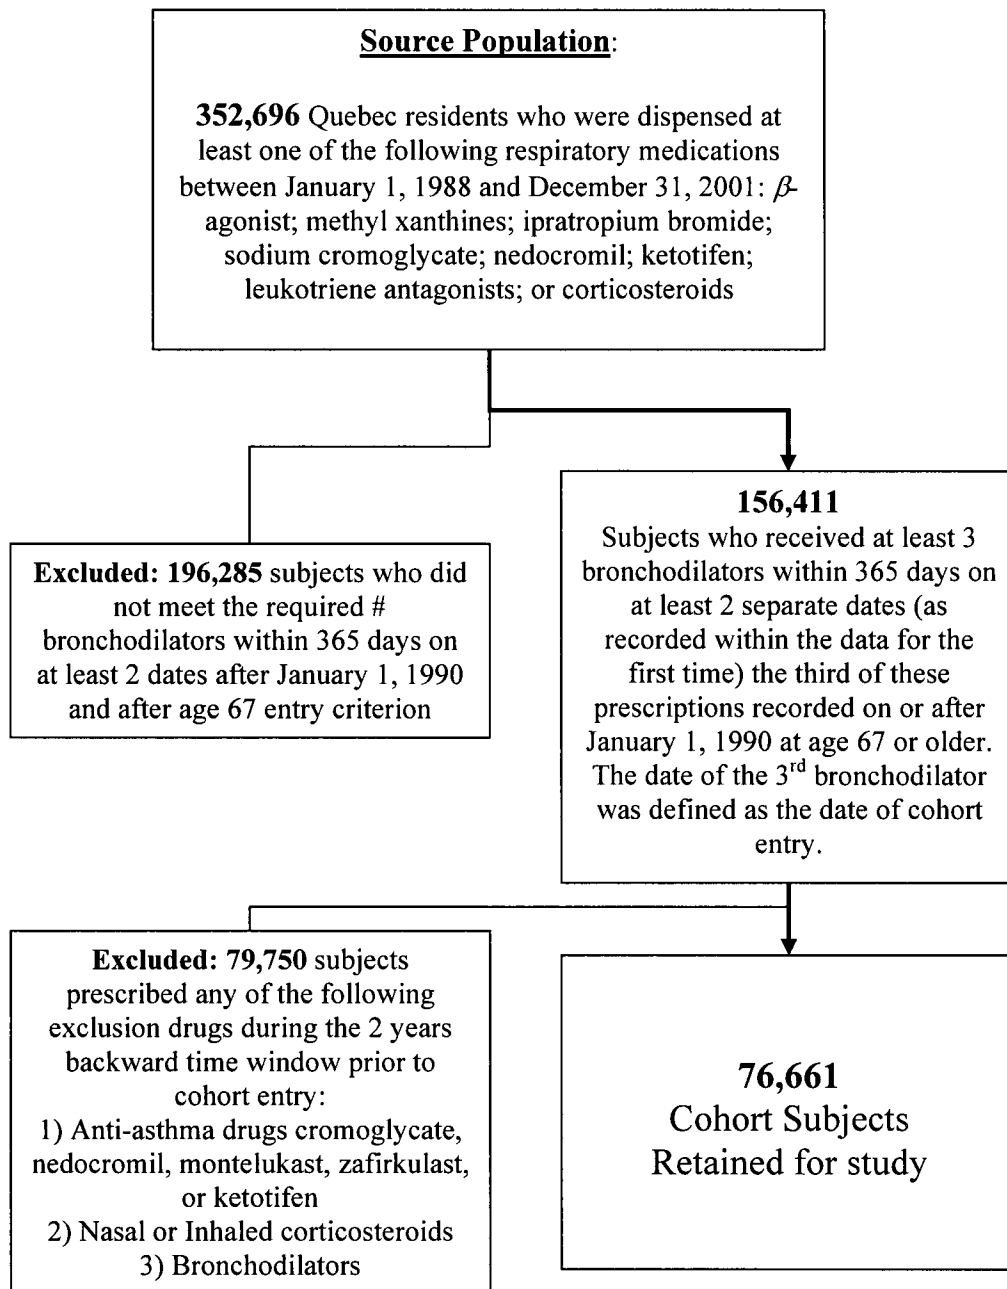 Source Population:
352,696 Quebec residents who were dispensed at
least one of the following respiratory medications
between January 1, 1988 and December 31, 2001: β-
agonist; methyl xanthines; ipratropium bromide;
sodium cromoglycate; nedocromil; ketotifen;
leukotriene antagonists; or corticosteroids
Excluded: 196,285 subjects who did
not meet the required #
bronchodilators within 365 days on
at least 2 dates after January 1, 1990
and after age 67 entry criterion
156,411
Subjects who received at least 3
bronchodilators within 365 days on
at least 2 separate dates (as
recorded within the data for the
first time) the third of these
prescriptions recorded on or after
January 1, 1990 at age 67 or older.
The date of the 3rd bronchodilator
was defined as the date of cohort
entry.
Excluded: 79,750 subjects
prescribed any of the following
exclusion drugs during the 2 years
backward time window prior to
cohort entry:
1) Anti-asthma drugs cromoglycate,
nedocromil, montelukast, zafirkulast,
or ketotifen
2) Nasal or Inhaled corticosteroids
3) Bronchodilators
76,661
Cohort Subjects
Retained for study